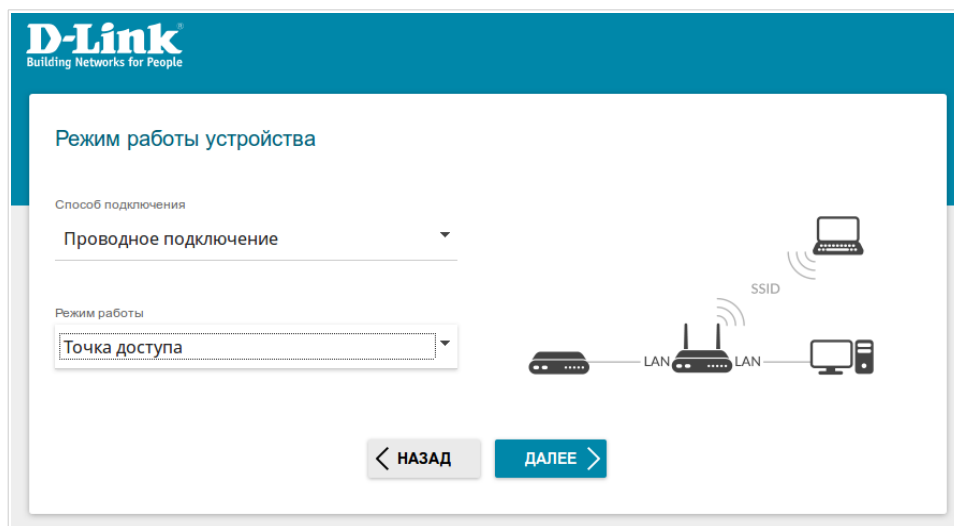 D-Link
Building Networks for People
Режим работы устройства
Способ подключения
Проводное подключение
Режим работы
Точка доступа
SSID
LAN LAN
НАЗАД ДАЛЕЕ